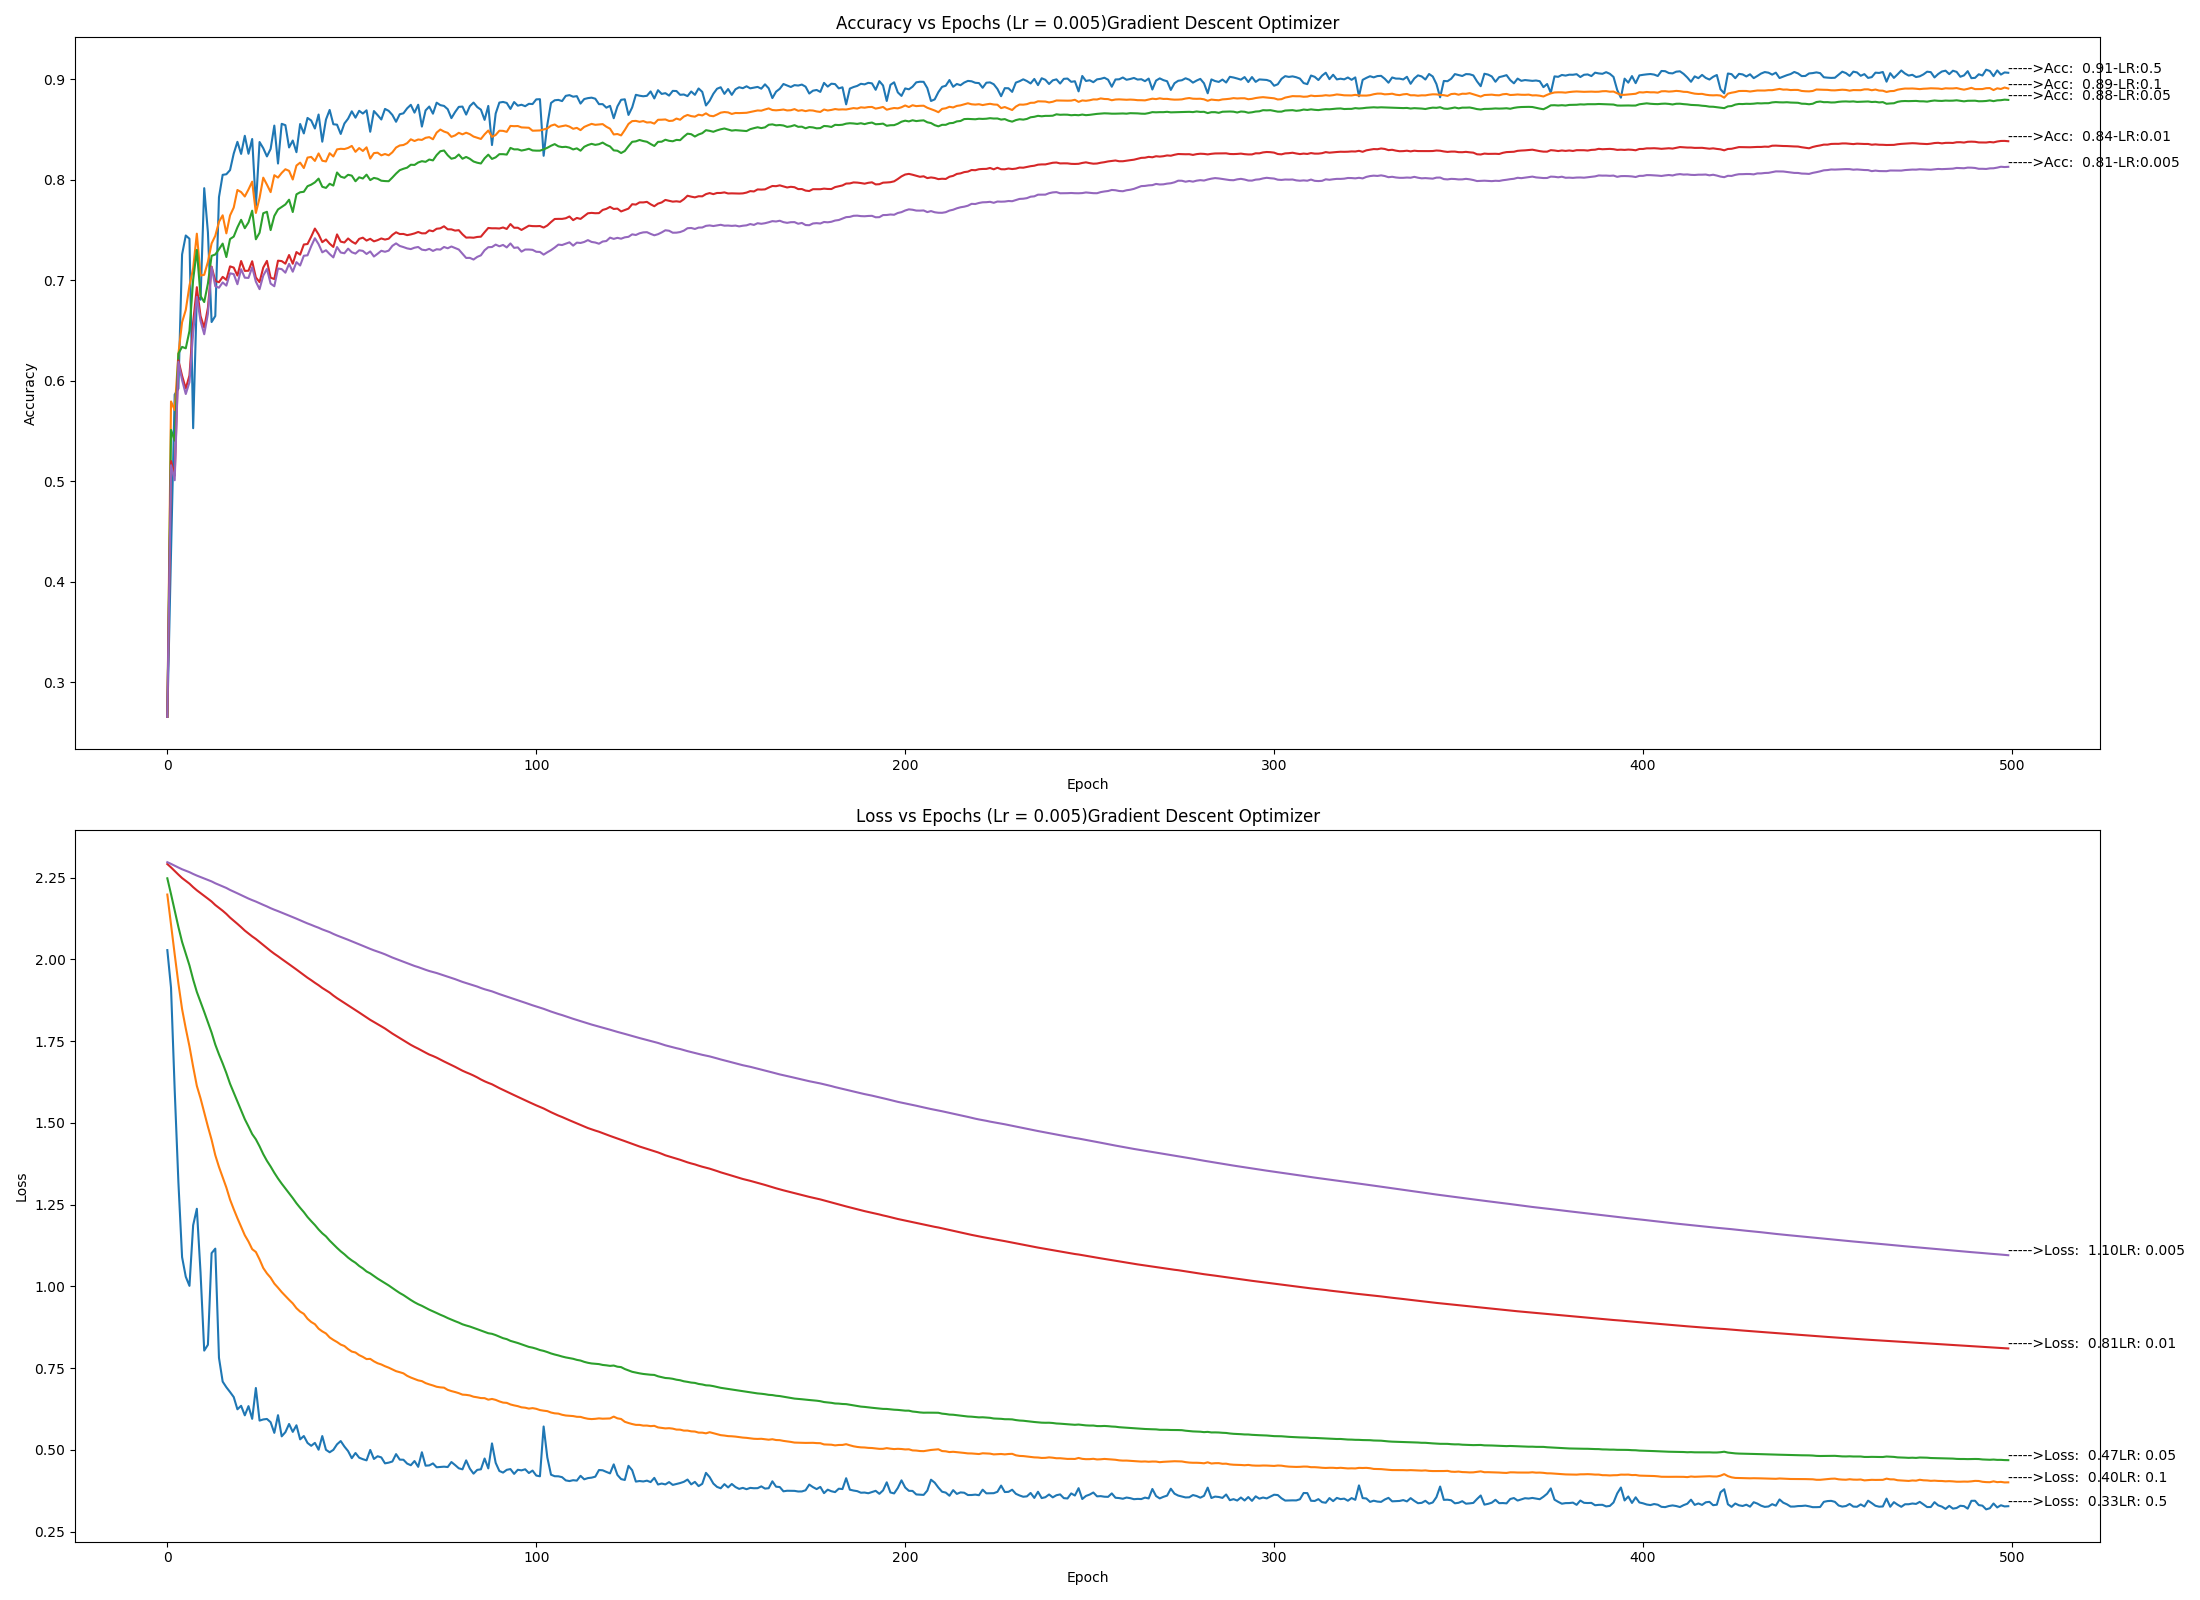 Accuracy vs Epochs (Lr = 0.005)Gradient Descent Optimizer
Accuracy
0.9
0.8
0.7
0.6
0.5
0.4
0.3
----->Acc: 0.91-LR:0.5
----->Acc: 0.89-LR:0.1
----->Acc: 0.88-LR:0.05
----->Acc: 0.84-LR:0.01
----->Acc: 0.81-LR:0.005
0 100 200 300 400 500
Epoch
Loss vs Epochs (Lr = 0.005)Gradient Descent Optimizer
Loss
2.25
2.00
1.75
1.50
1.25
1.00
0.75
0.50
0.25
----->Loss: 1.10LR: 0.005
----->Loss: 0.81LR: 0.01
----->Loss: 0.47LR: 0.05
----->Loss: 0.40LR: 0.1
----->Loss: 0.33LR: 0.5
0 100 200 300 400 500
Epoch